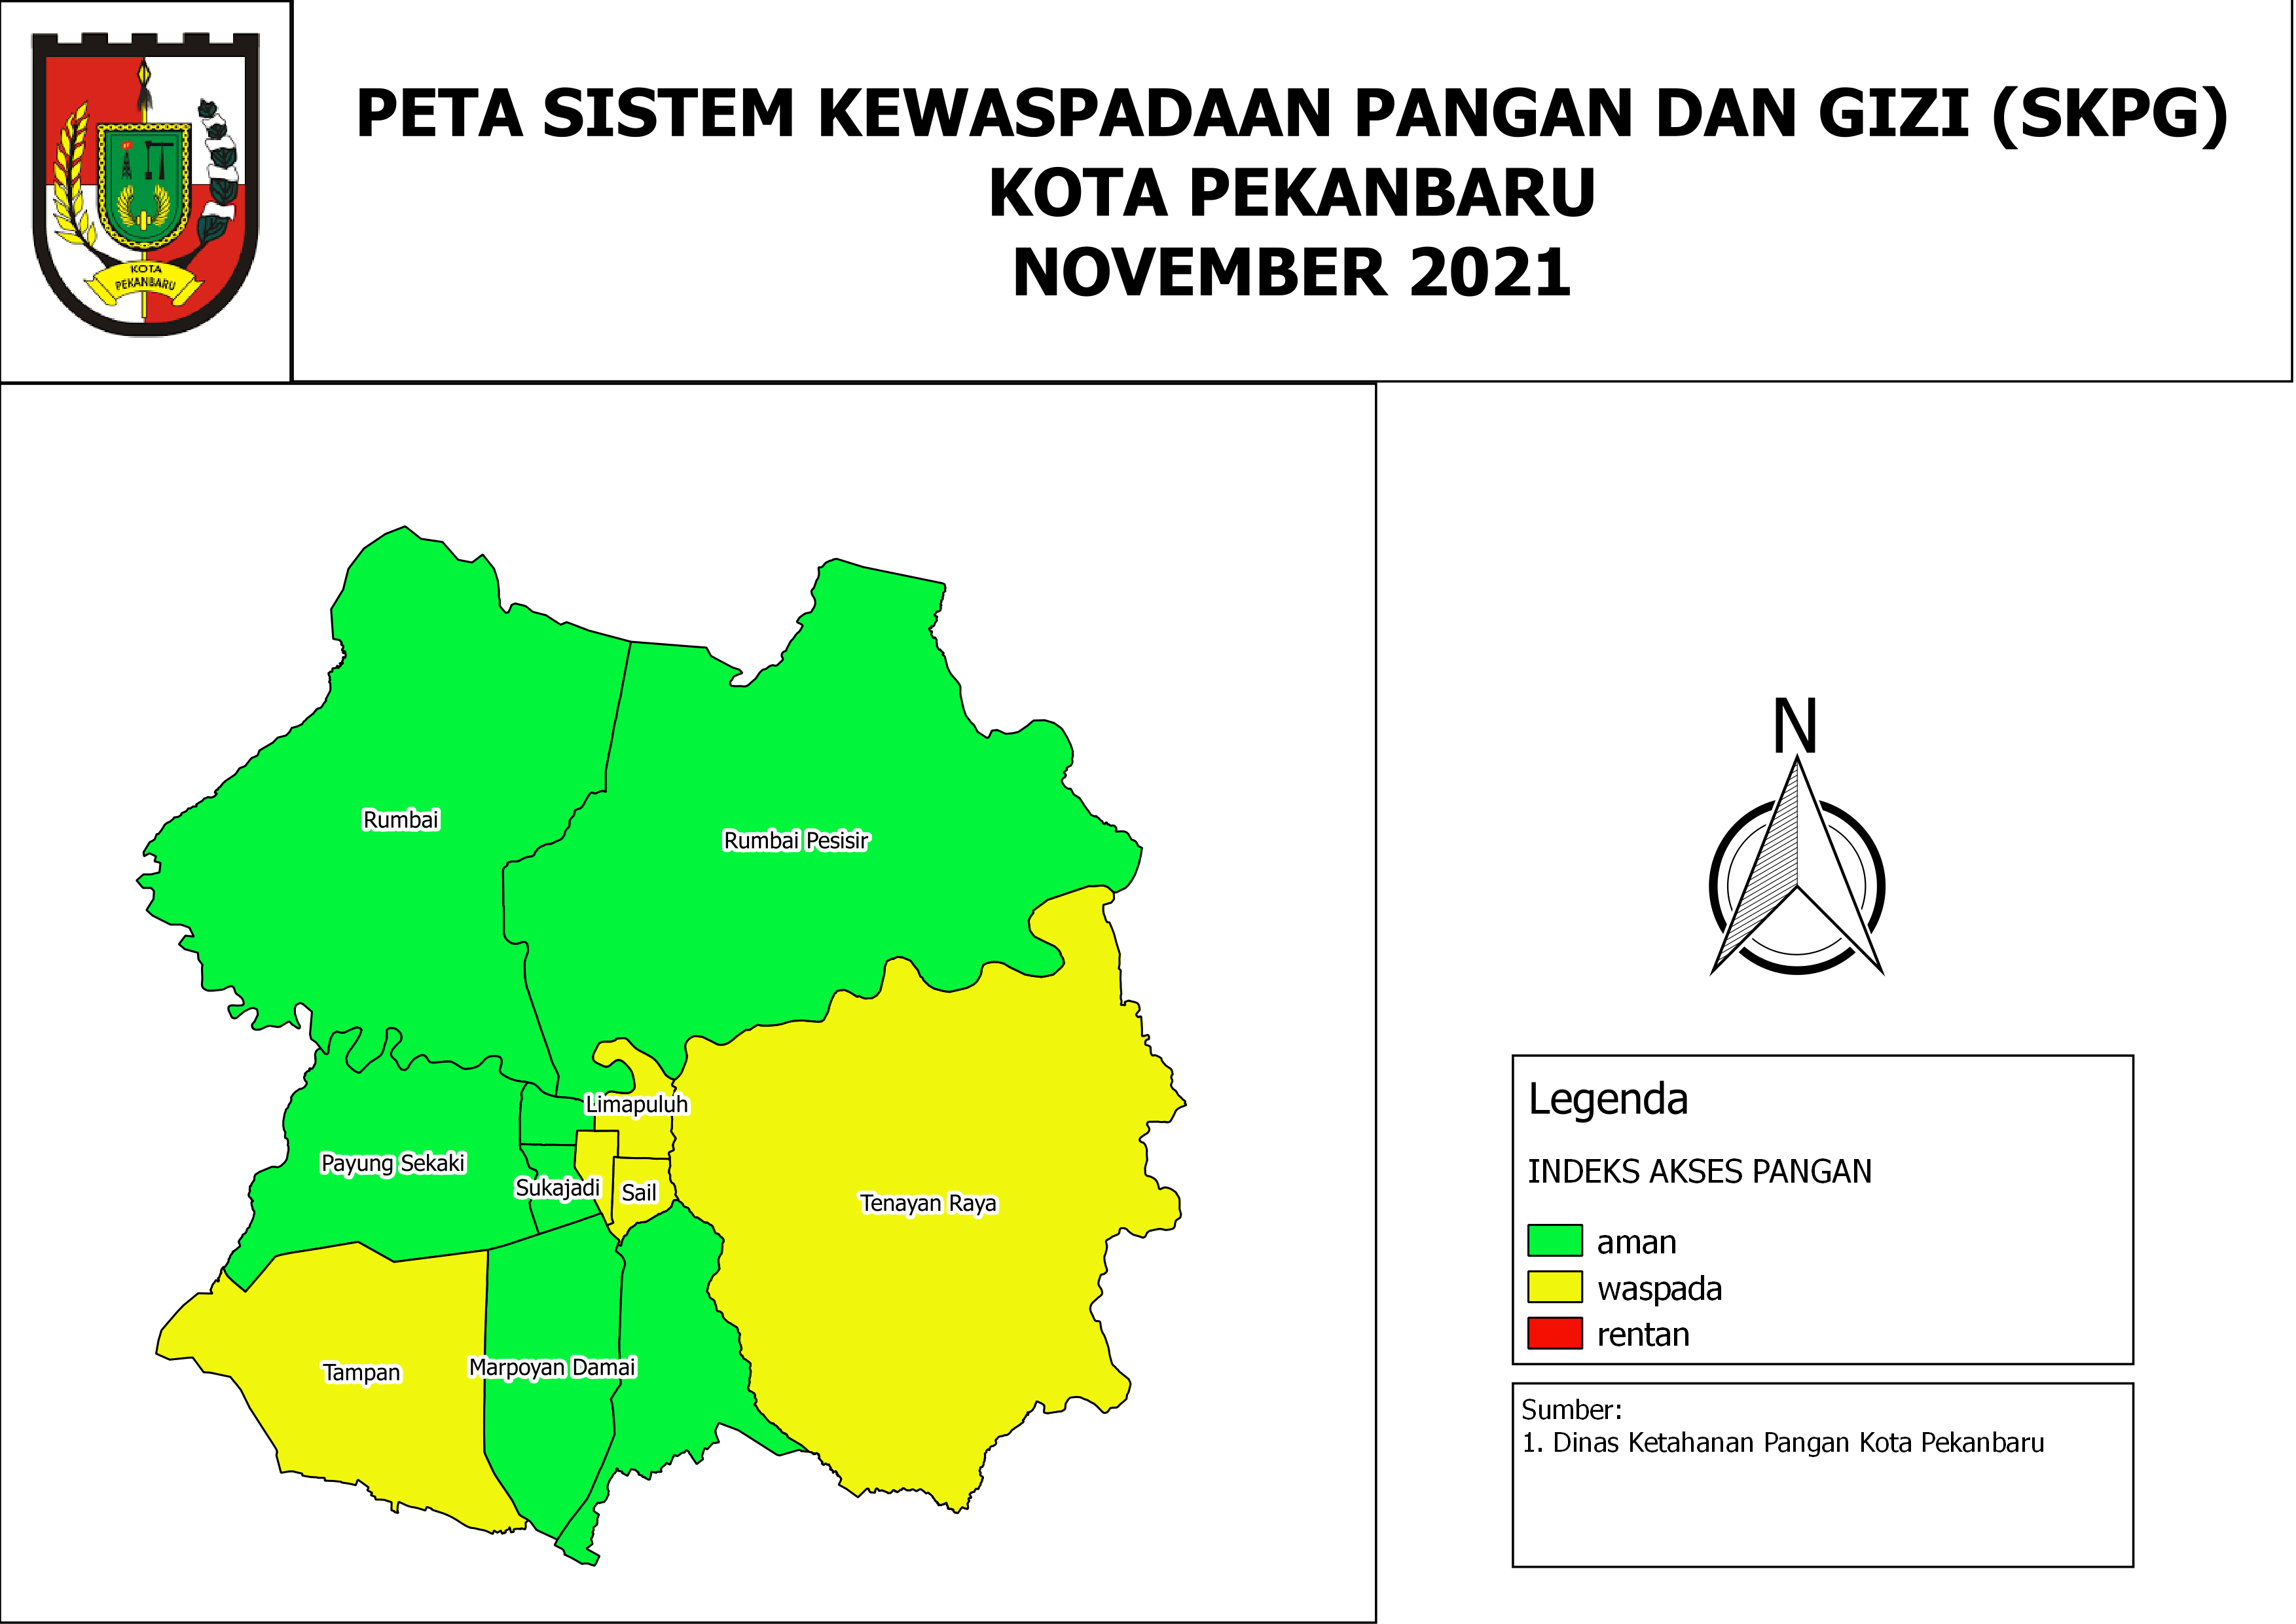 PETA SISTEM KEWASPADAAN PANGAN DAN GIZI (SKPG)
KOTA PEKANBARU
NOVEMBER 2021
KOTA
PEKANBARU
Rumbai
Rumbai Pesisir
Limapuluh
Payung Sekaki
Sukajadi
Sail
Tenayan Raya
Tampan
Marpoyan Damai
N
Legenda
INDEKS AKSES PANGAN
aman
waspada
rentan
Sumber:
1. Dinas Ketahanan Pangan Kota Pekanbaru